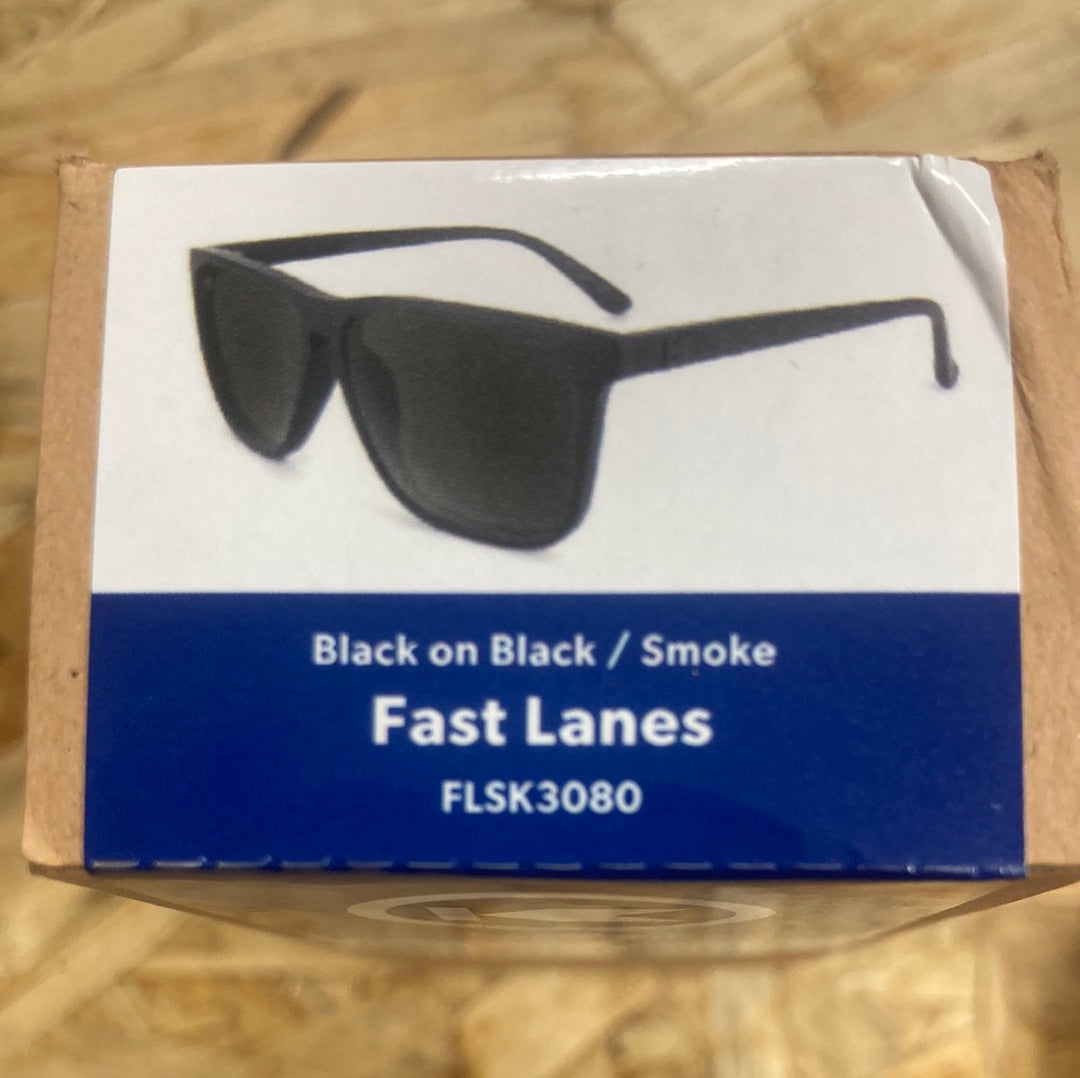 Black on Black / Smoke
Fast Lanes
FLSK3080